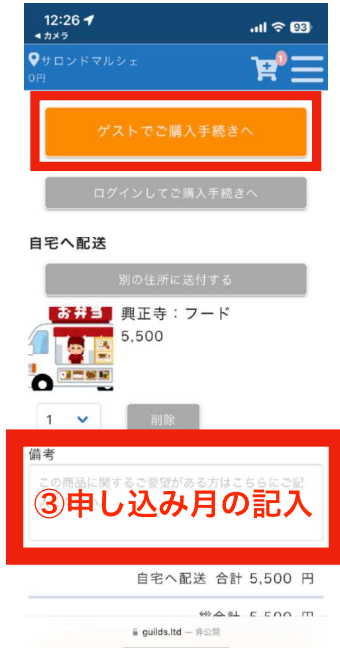 12:26
93
◀カメラ
サロンドマルシェ
0円
ゲストでご購入手続きへ
ログインしてご購入手続きへ
自宅へ配送
別の住所に送付する
お弁当
興正寺：フード
5,500
1
削除
備考
この商品に関するご要望がある方はこちらにご記
③申し込み月の記入
自宅へ配送 合計 5,500 円
総合計 5,500 円
guilds.ltd — 非公開